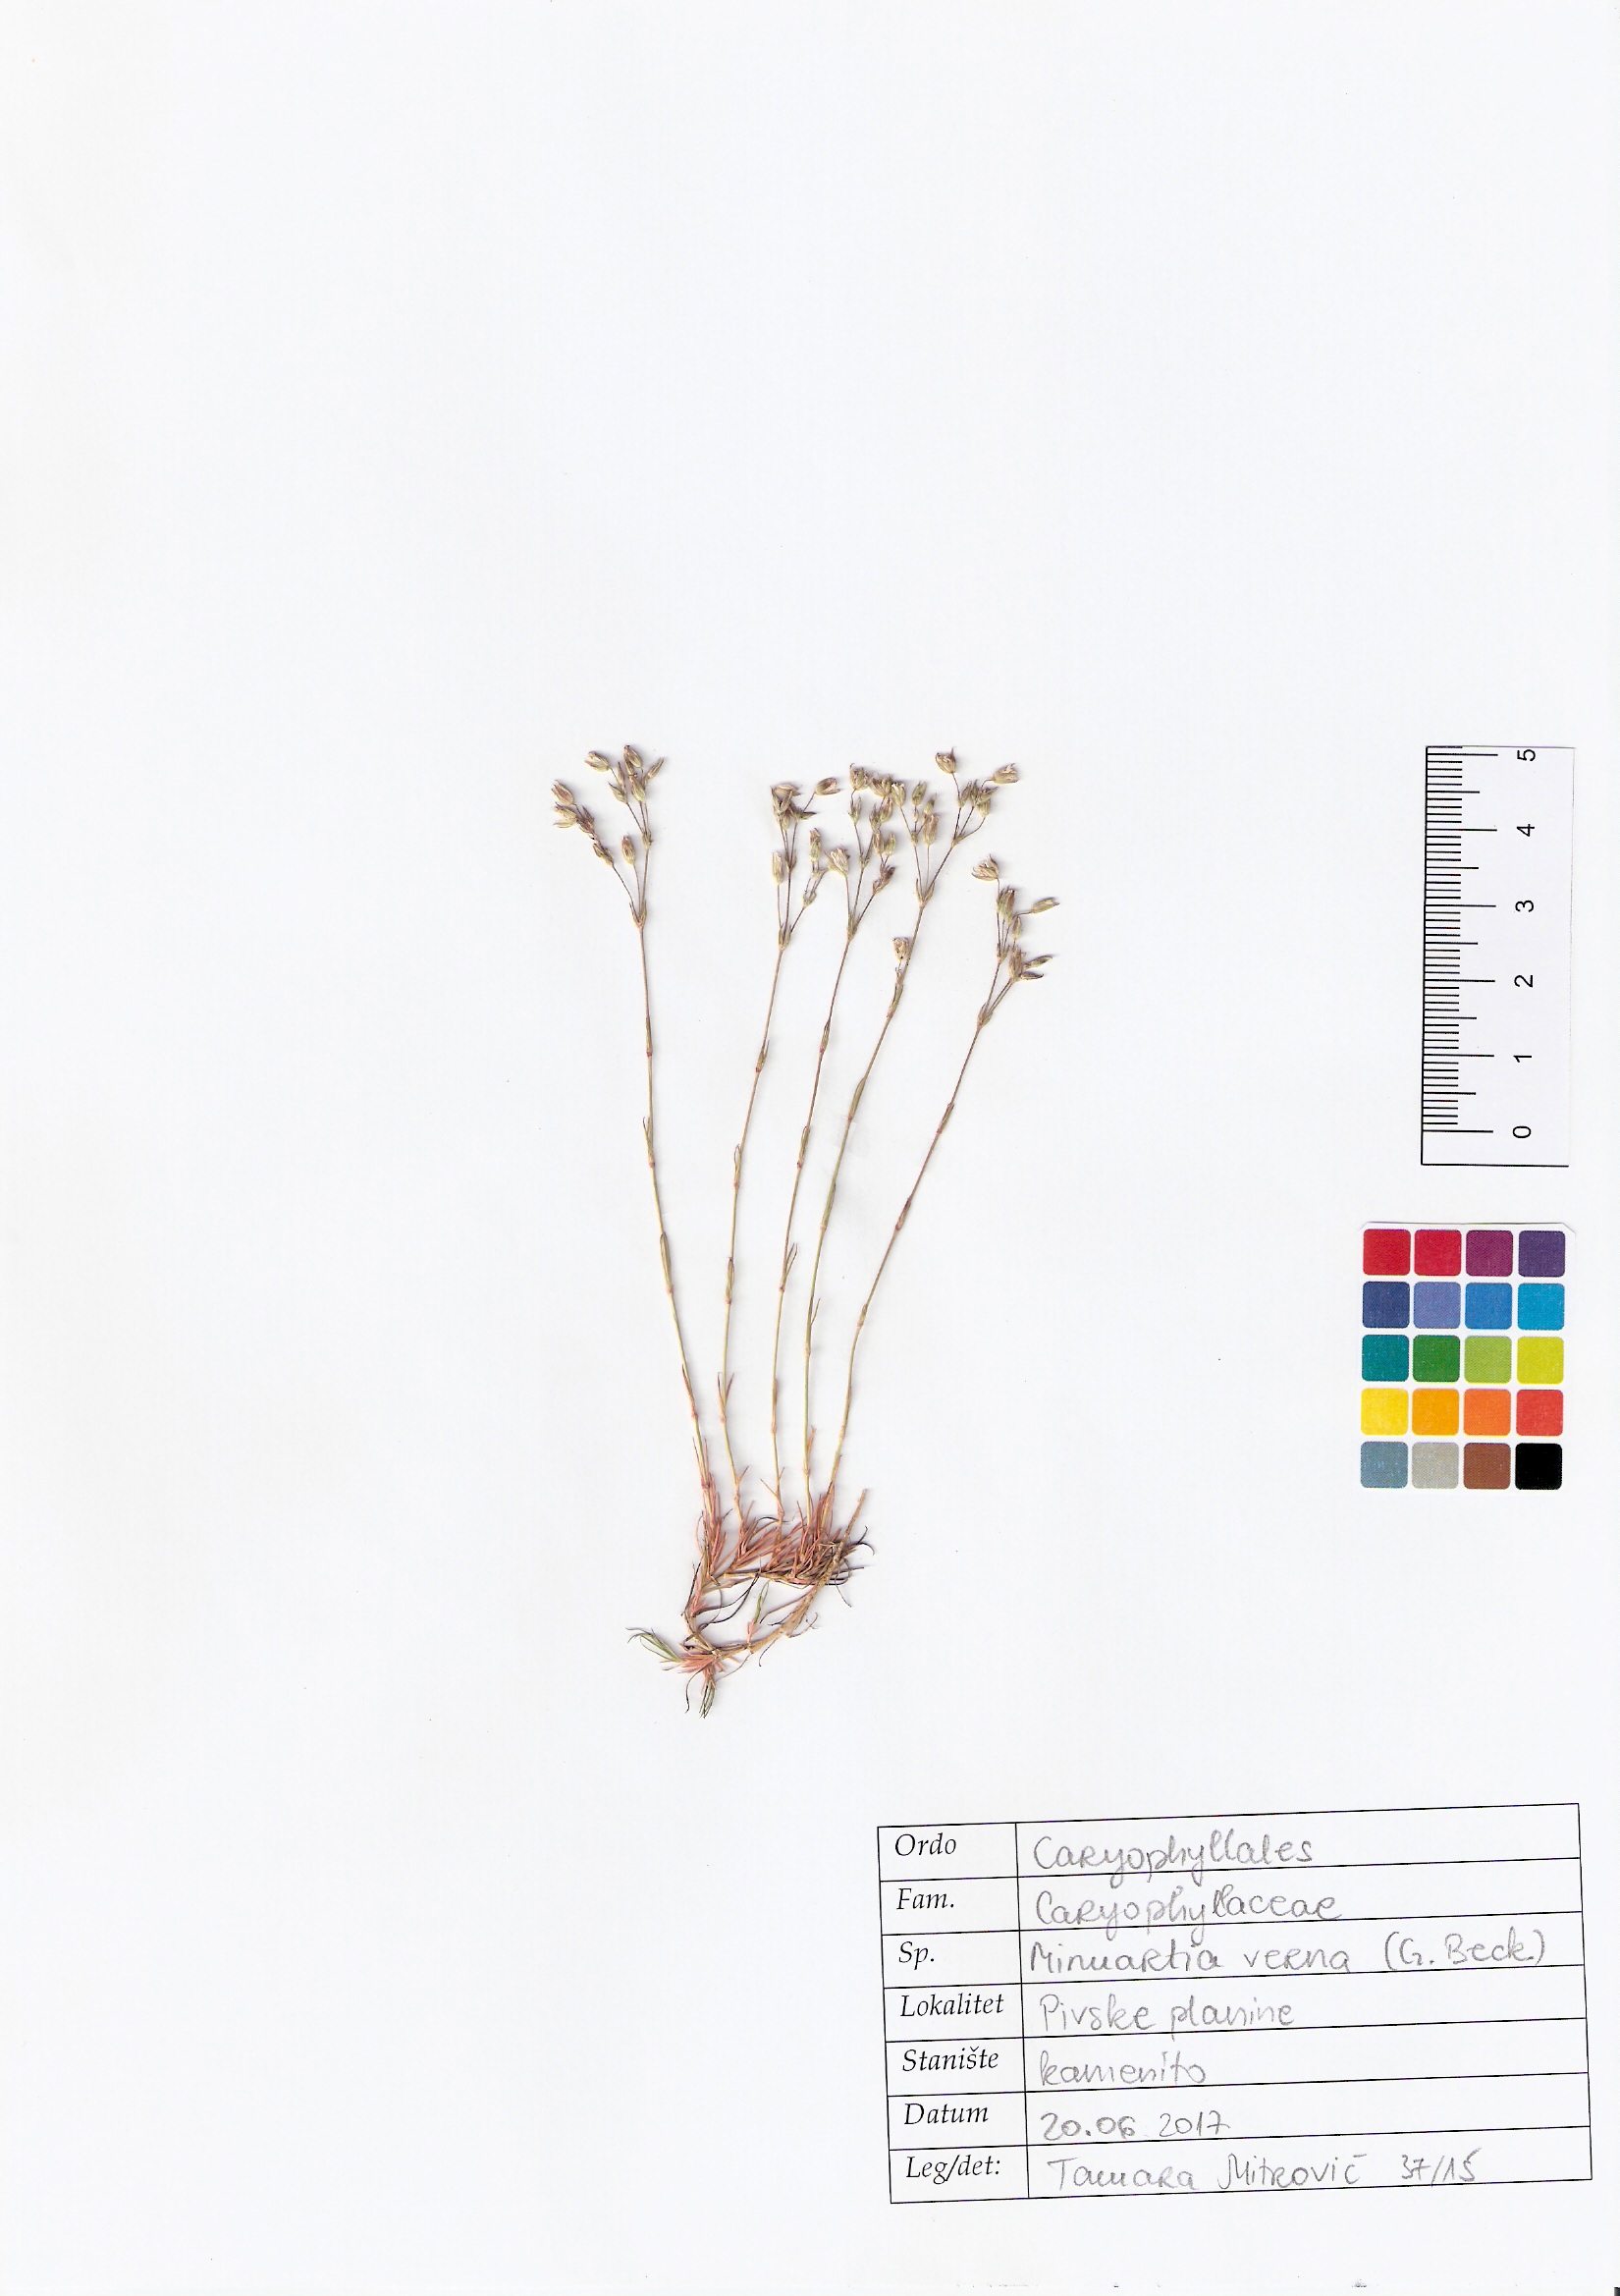 5
4
3
2
1
0
Ordo Caryophyllales
Fam. Caryophyllaceae
Sp. Minuartia verna (G. Beck.)
Lokalitet Pivske planine
Stanište kamenito
Datum 20.06 2017
Leg/det: Tamara Mitrovič 37/15